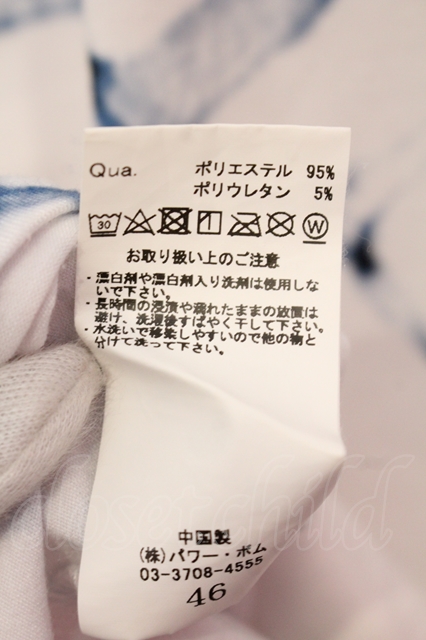 Qua. ポリエステル 95%
ポリウレタン 5%
30 W
お取り扱い上のご注意
・漂白剤や漂白剤入り洗剤は使用しな
いで下さい。
・長時間の浸漬や濡れたままの放置は
避け、洗濯後すばやく干して下さい。
・水洗いで移染しやすいので他の物と
分けて洗って下さい。
中国製
(株)パワー・ボム
03-3708-4555
46
closet child